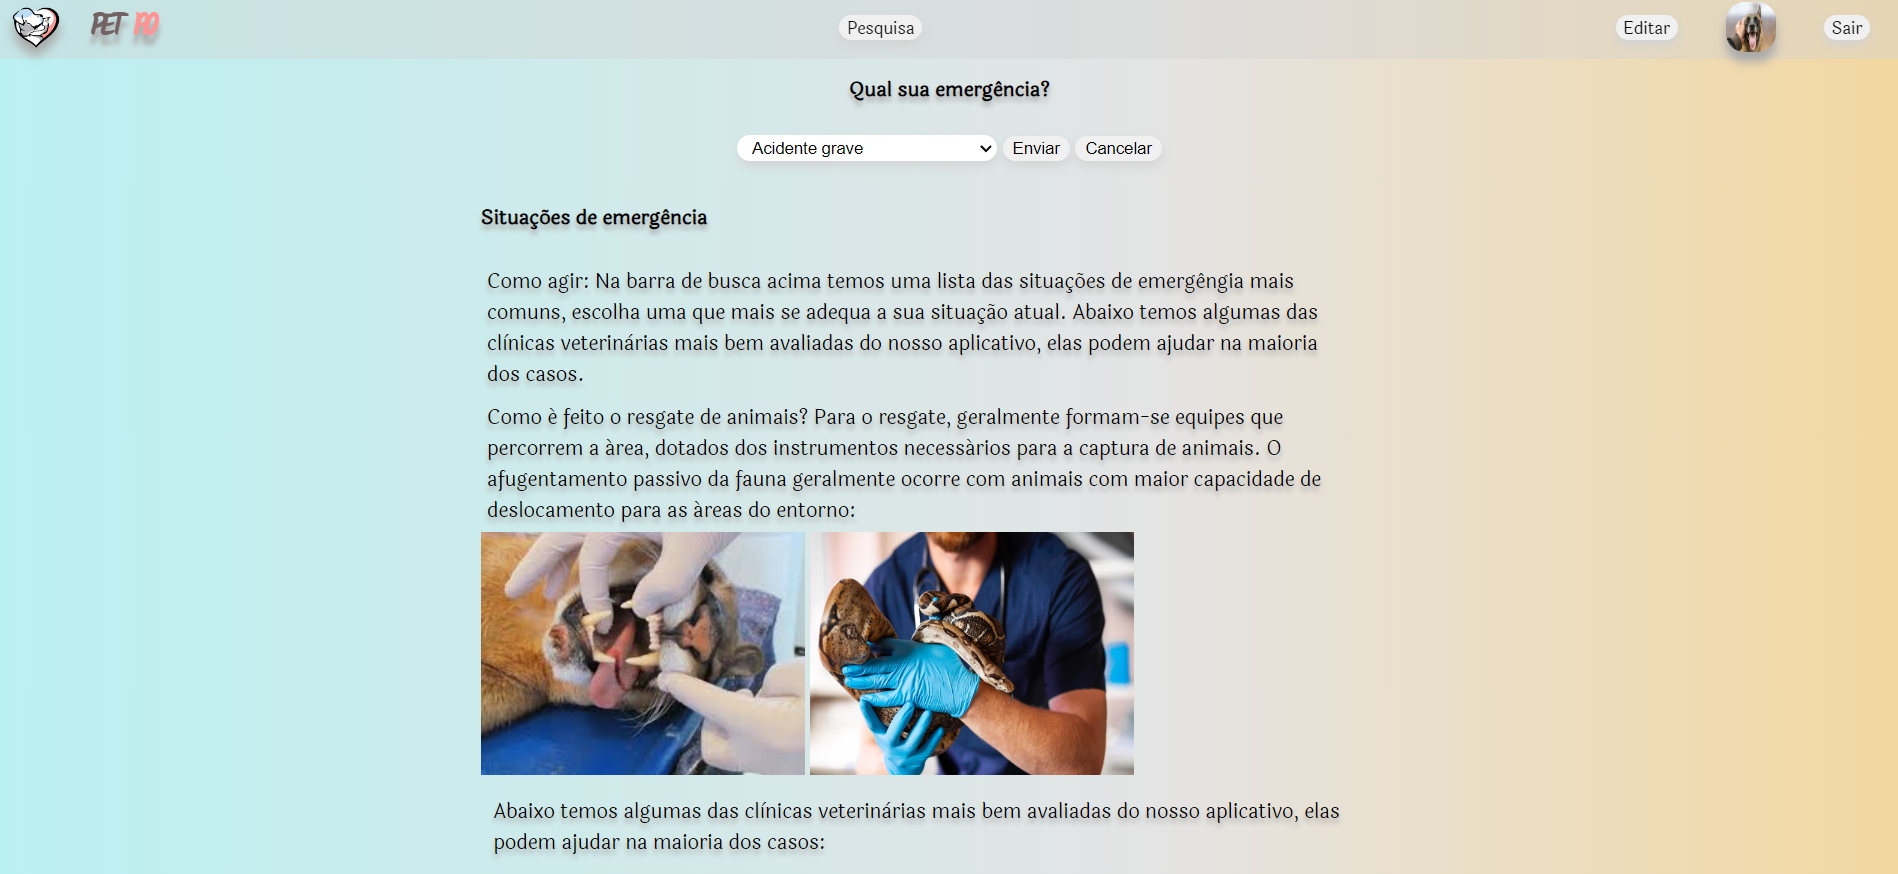 PET
Pesquisa
Editar
Sair
Qual sua emergência?
Acidente grave
Enviar
Cancelar
Situações de emergência
Como agir: Na barra de busca acima temos uma lista das situações de emergêngia mais
comuns, escolha uma que mais se adequa a sua situação atual. Abaixo temos algumas das
clínicas veterinárias mais bem avaliadas do nosso aplicativo, elas podem ajudar na maioria
dos casos.
Como è feito o resgate de animais? Para o resgate, geralmente formam-se equipes que
percorrem a àrea, dotados dos instrumentos necessàrios para a captura de animais. O
afugentamento passivo da fauna geralmente ocorre com animais com maior capacidade de
deslocamento para as àreas do entorno:
Abaixo temos algumas das clínicas veterinárias mais bem avaliadas do nosso aplicativo, elas
podem ajudar na maioria dos casos: